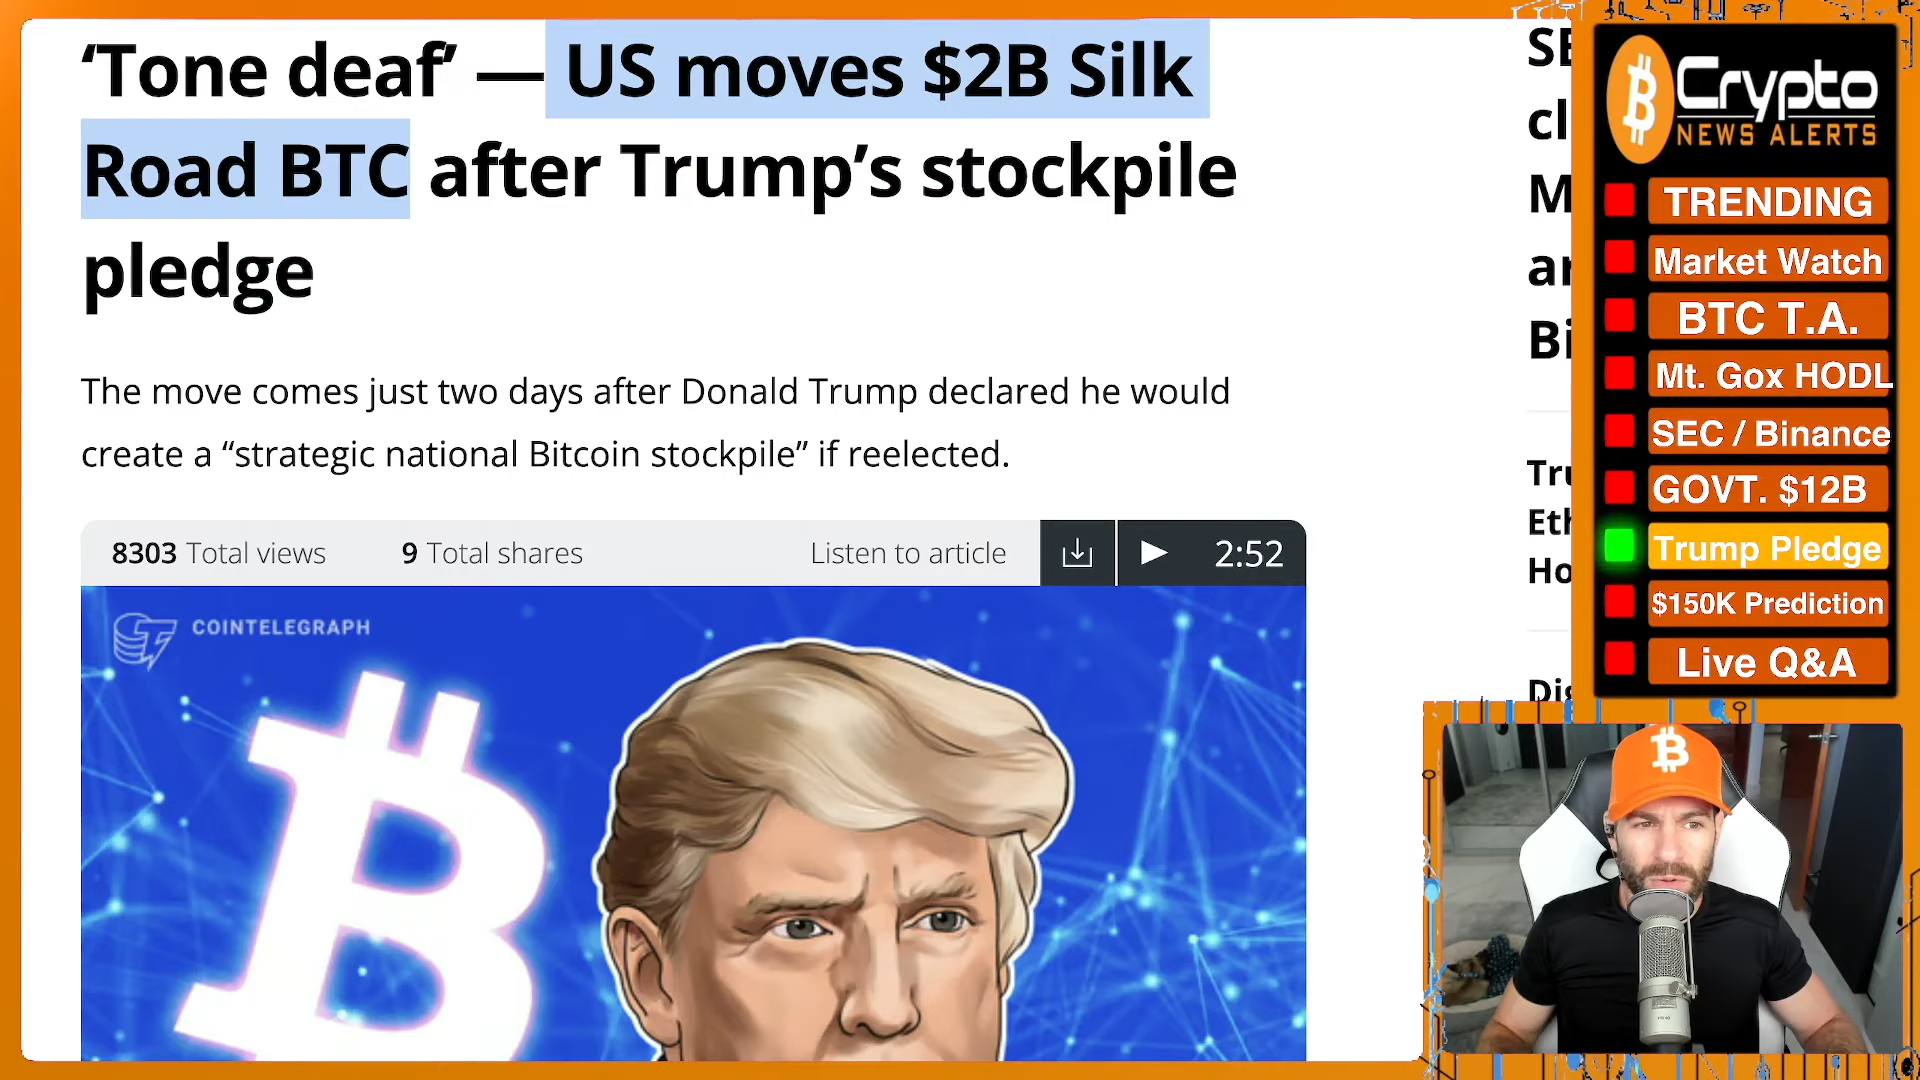 ‘Tone deaf’ — US moves $2B Silk
Road BTC after Trump’s stockpile
pledge
The move comes just two days after Donald Trump declared he would
create a “strategic national Bitcoin stockpile” if reelected.
8303 Total views
9 Total shares
Listen to article
2:52
COINTELEGRAPH
Crypto
NEWS ALERTS
TRENDING
Market Watch
BTC T.A.
Mt. Gox HODL
SEC / Binance
GOVT. $12B
Trump Pledge
$150K Prediction
Live Q&A